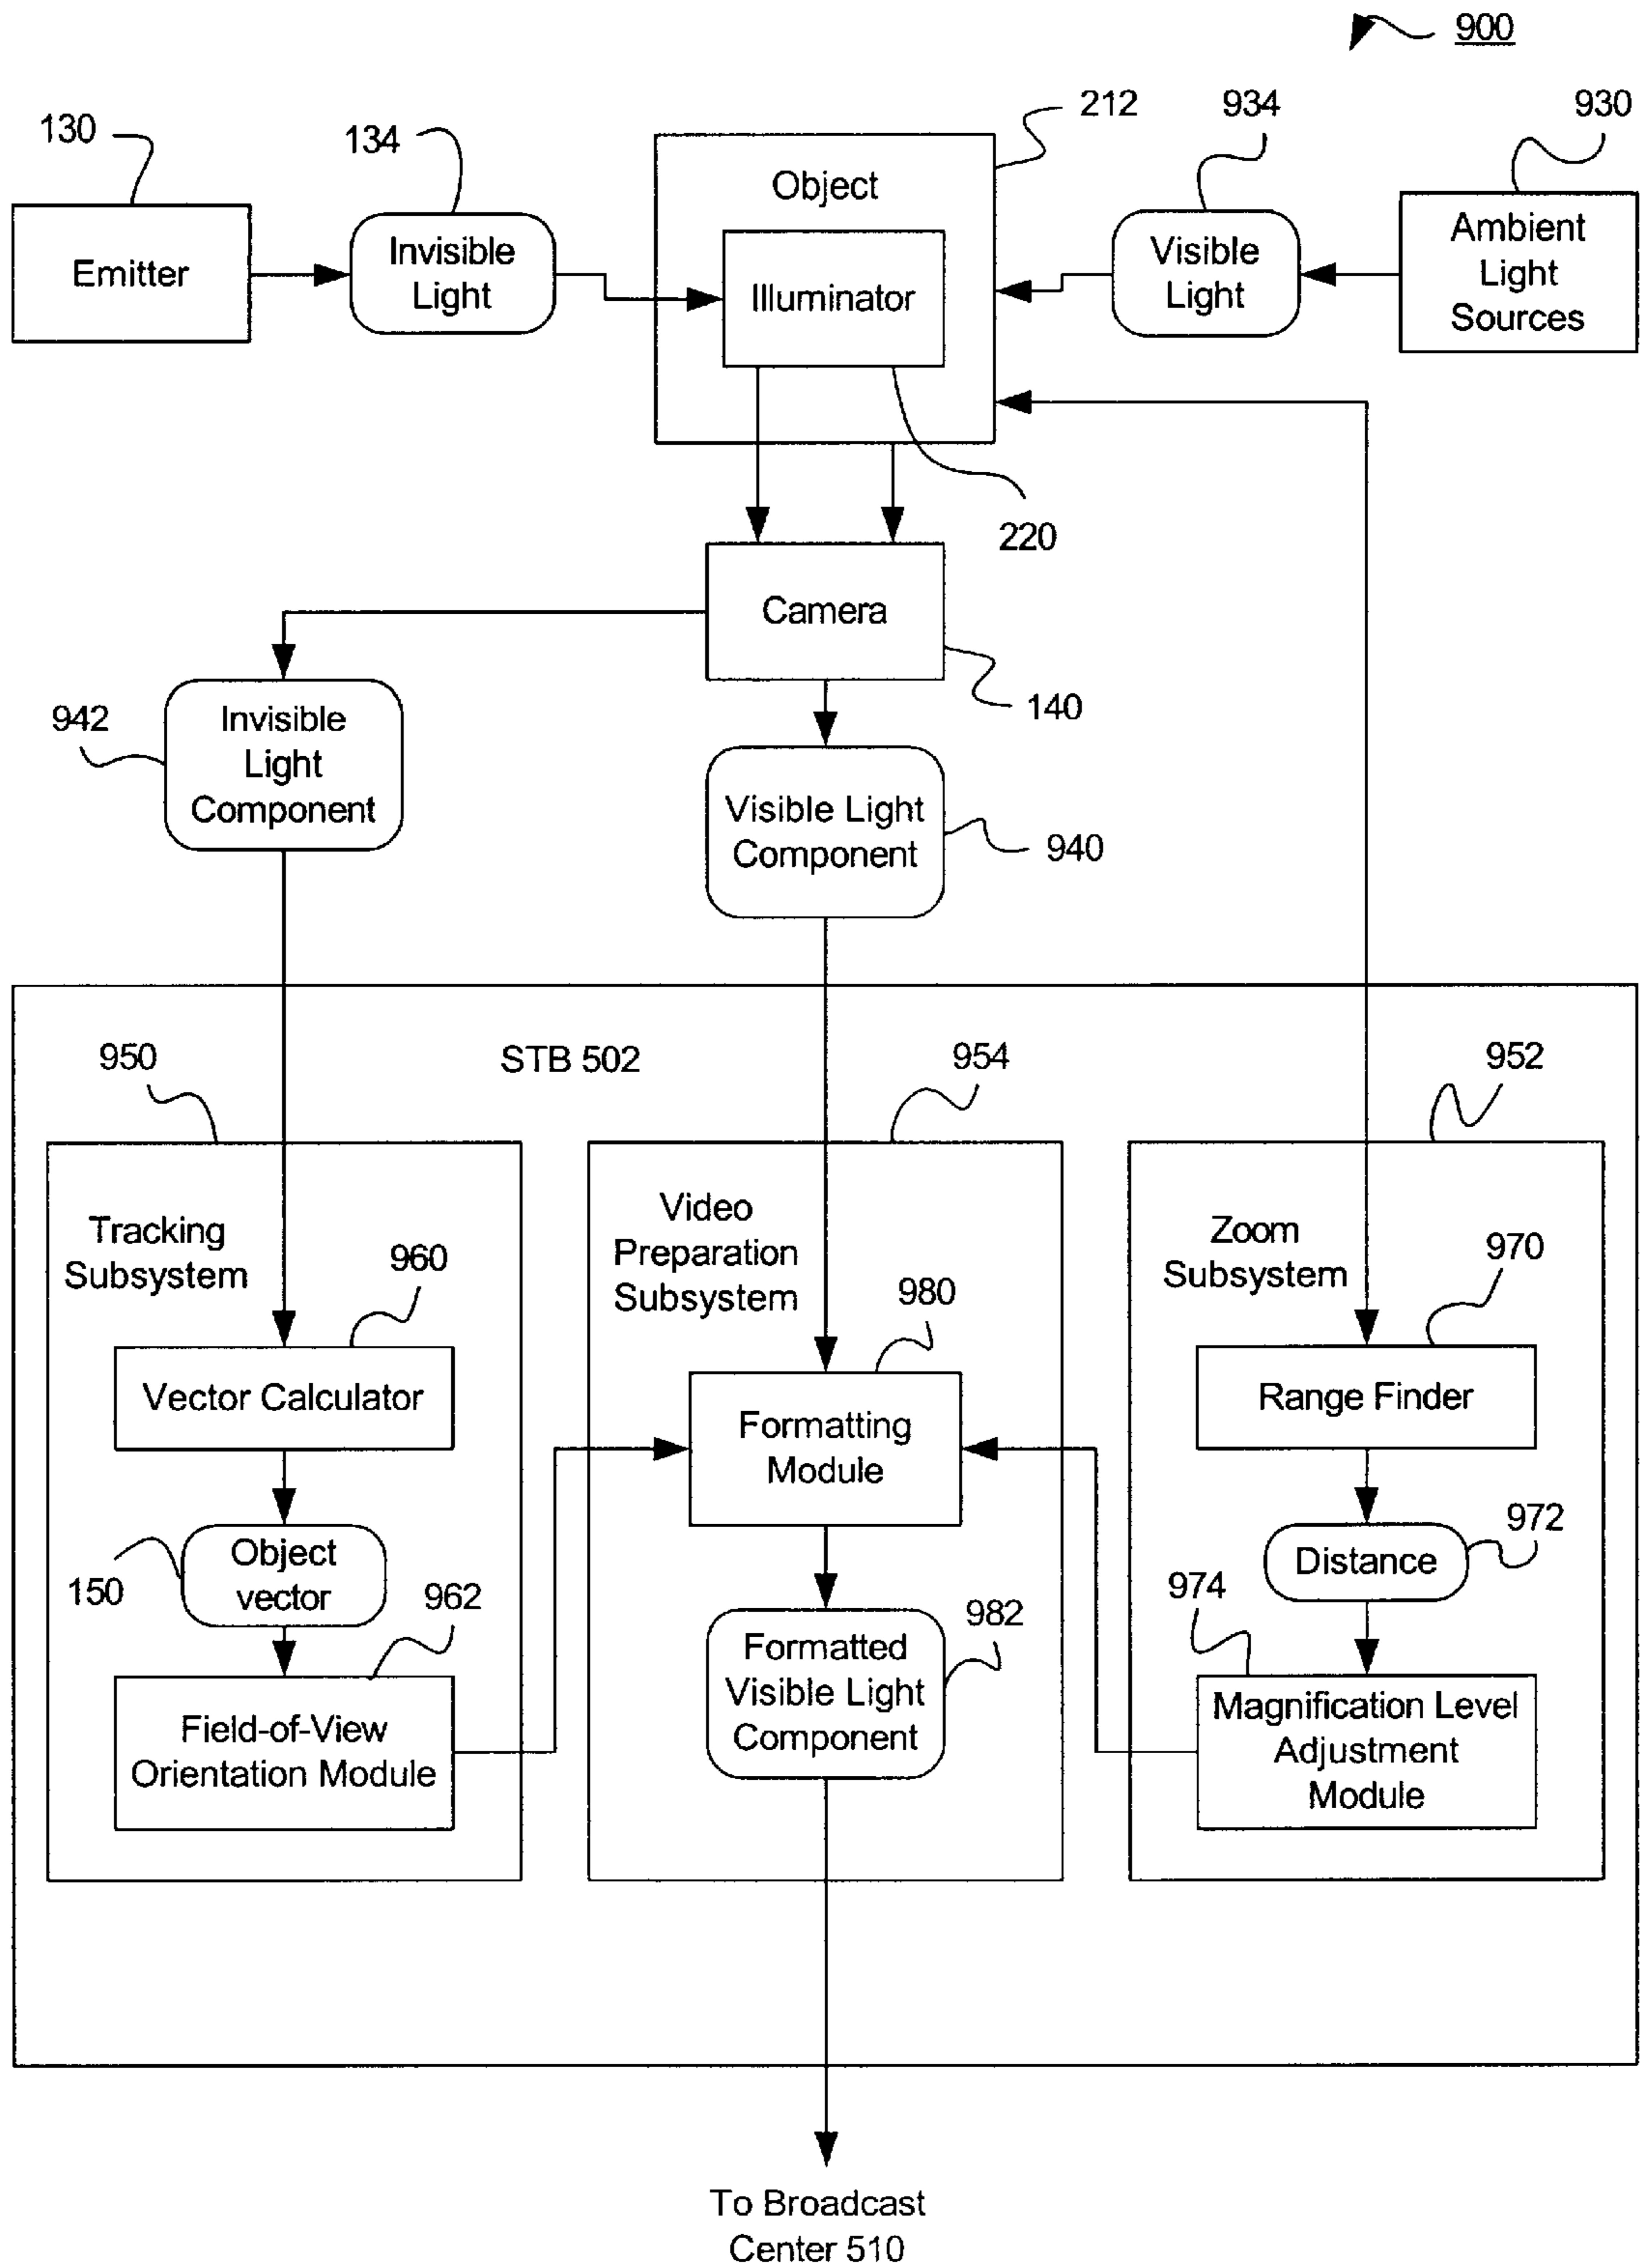 900
130
134
212
934
930
Emitter
Invisible
Light
Object
Illuminator
Visible
Light
Ambient
Light
Sources
220
Camera
140
942
Invisible
Light
Component
Visible Light
Component
940
STB 502
950
954
952
Tracking
Subsystem
960
Vector Calculator
Object
vector
150
962
Field-of-View
Orientation Module
Video
Preparation
Subsystem
980
Formatting
Module
982
Formatted
Visible Light
Component
Zoom
Subsystem
970
Range Finder
Distance
972
974
Magnification Level
Adjustment
Module
To Broadcast
Center 510